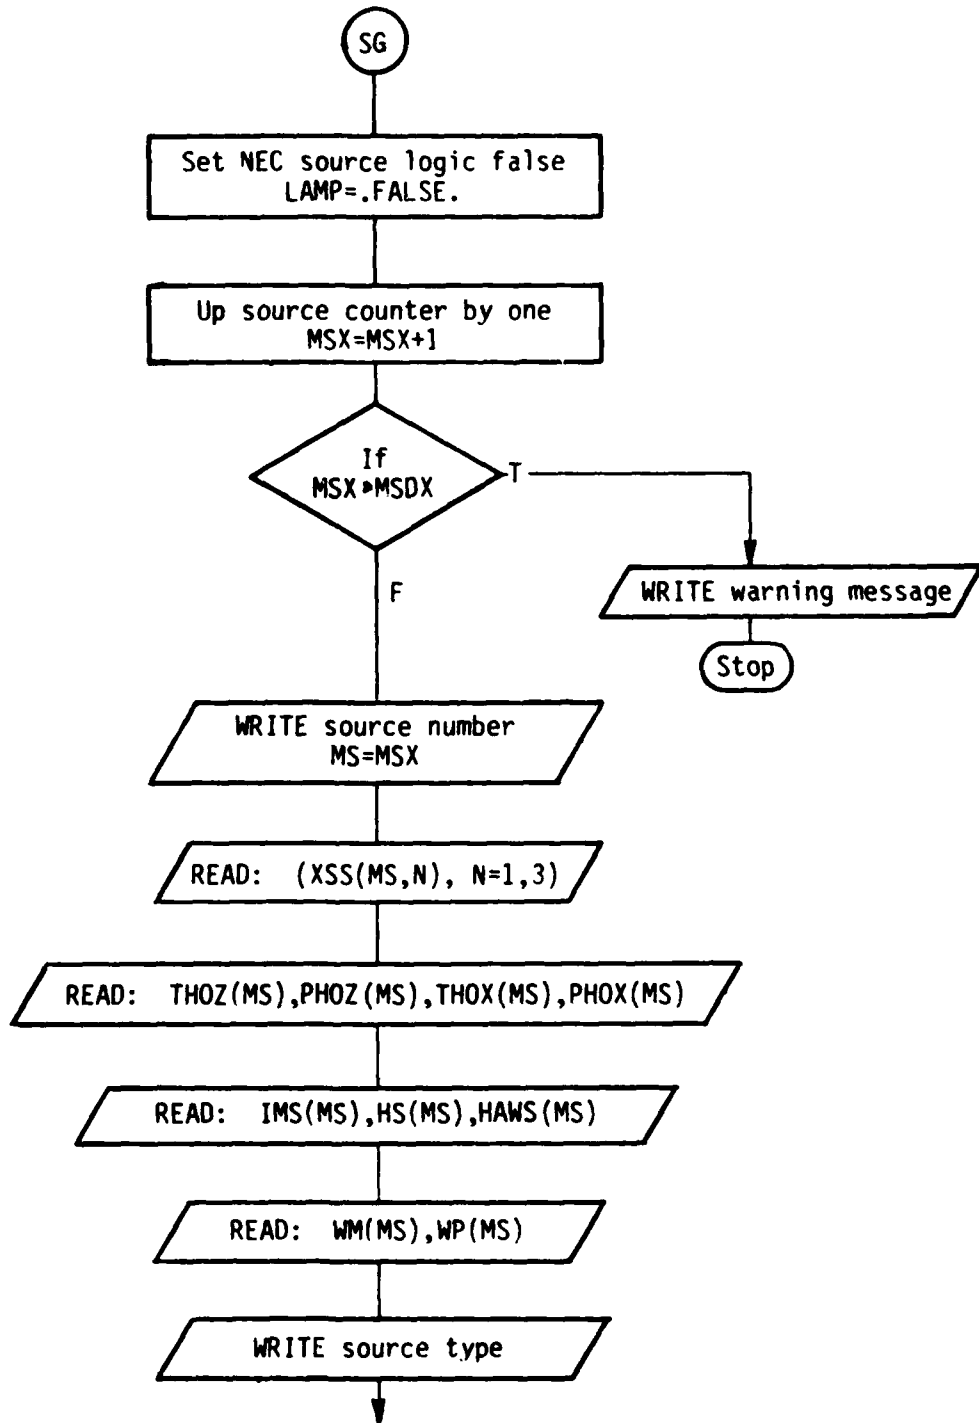 SG
Set NEC source logic false
LAMP=.FALSE.
Up source counter by one
MSX=MSX+1
If
MSX>MSDX
T
F
WRITE warning message
Stop
WRITE source number
MS=MSX
READ: (XSS(MS,N), N=1,3)
READ: THOZ(MS),PHOZ(MS),THOX(MS),PHOX(MS)
READ: IMS(MS),HS(MS),HAWS(MS)
READ: WM(MS),WP(MS)
WRITE source type